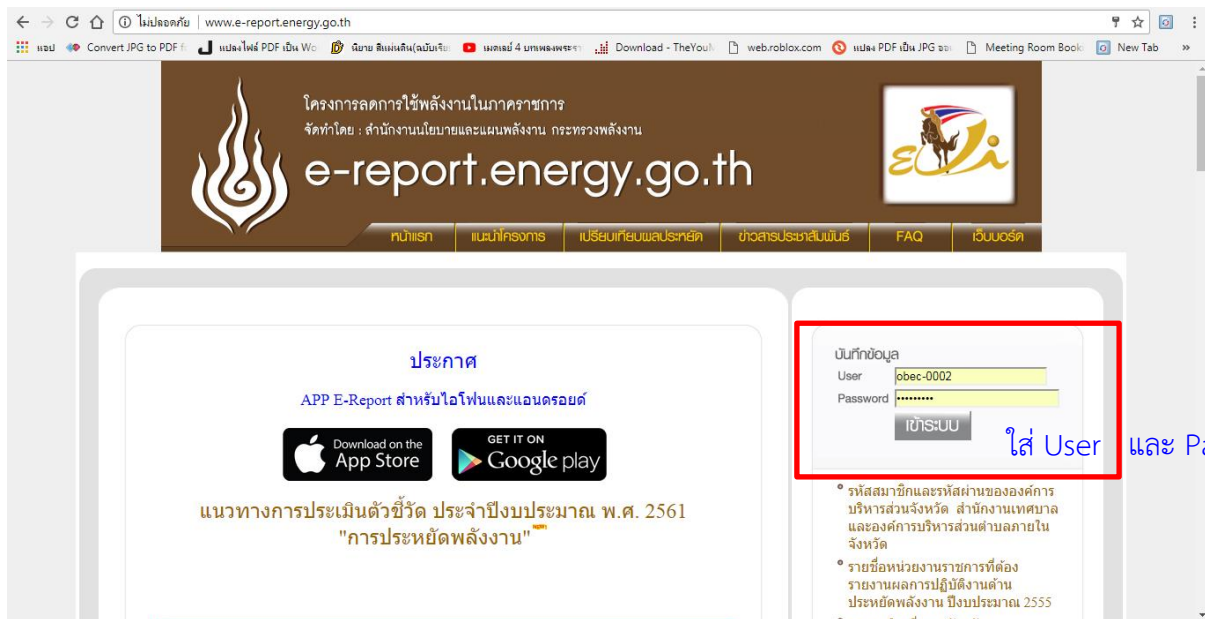 ไม่ปลอดภัย | www.e-report.energy.go.th
แอป Convert JPG to PDF แปลงไฟล์ PDF เป็น Wo นิยาย สี่แผ่นดิน(ฉบับเรีย Download - TheYou web.roblox.com แปลง PDF เป็น JPG ออ Meeting Room Book New Tab »
โครงการลดการใช้พลังงานในภาคราชการ
จัดทำโดย : สำนักงานนโยบายและแผนพลังงาน กระทรวงพลังงาน
e-report.energy.go.th
หน้าแรก แนะนำโครงการ เปรียบเทียบผลประหยัด ข่าวสารประชาสัมพันธ์ FAQ เว็บบอร์ด
ประกาศ
APP E-Report สำหรับไอโฟนและแอนดรอยด์
Download on the
App Store
GET IT ON
Google play
แนวทางการประเมินตัวชี้วัด ประจำปีงบประมาณ พ.ศ. 2561
"การประหยัดพลังงาน"
บันทึกข้อมูล
User obec-0002
Password •••••••••
เข้าระบบ
ใส่ User และ Pa
รหัสสมาชิกและรหัสผ่านขององค์การ
บริหารส่วนจังหวัด สำนักงานเทศบาล
และองค์การบริหารส่วนตำบลภายใน
จังหวัด
รายชื่อหน่วยงานราชการที่ต้อง
รายงานผลการปฏิบัติงานด้าน
ประหยัดพลังงาน ปีงบประมาณ 2555